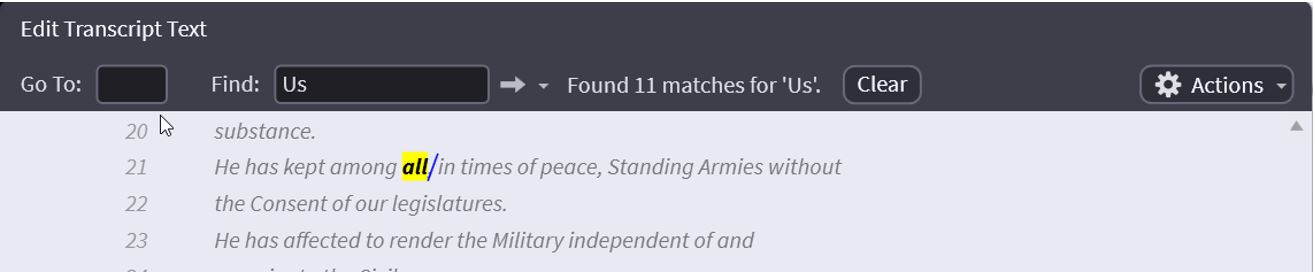 Edit Transcript Text
Go To: Find: Us Found 11 matches for 'Us'. Clear Actions
20 substance.
21 He has kept among all/in times of peace, Standing Armies without
22 the Consent of our legislatures.
23 He has affected to render the Military independent of and